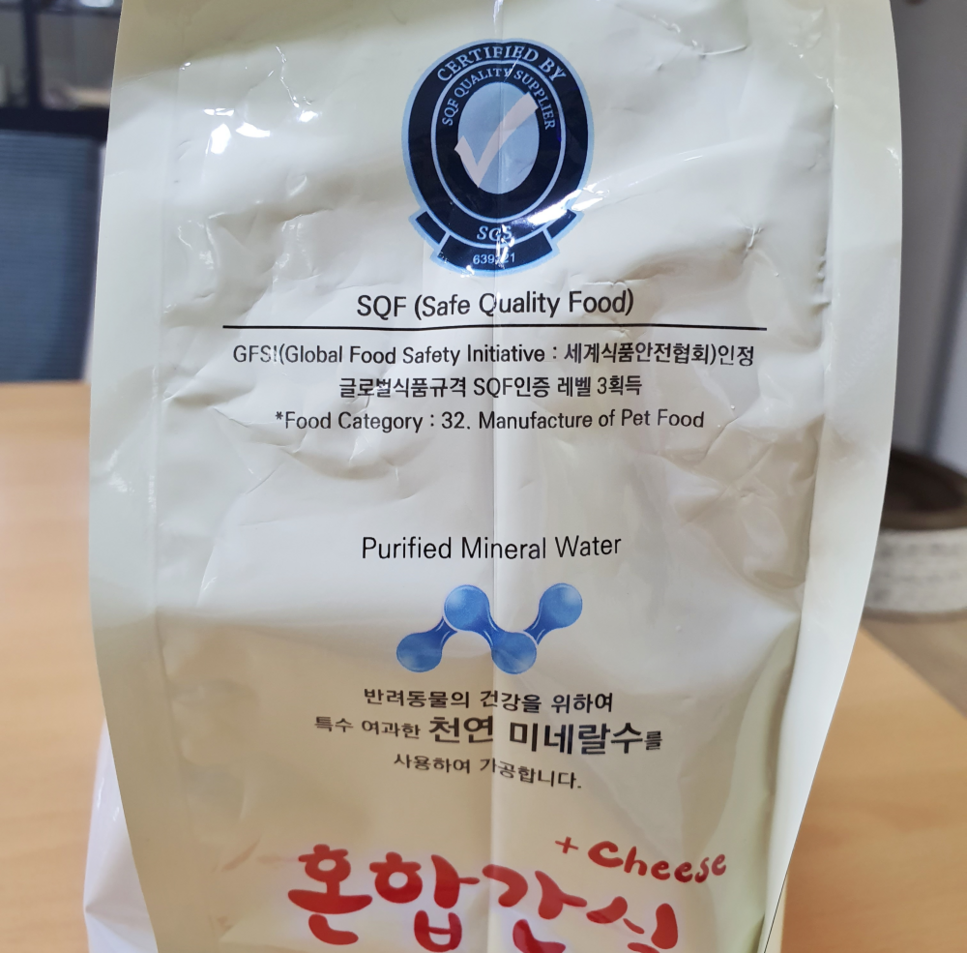 CERTIFIED BY
SQF QUALITY SUPPLIER
SGS
SQF (Safe Quality Food)
GFSI(Global Food Safety Initiative : 세계식품안전협회)인정
글로벌식품규격 SQF인증 레벨 3획득
*Food Category : 32. Manufacture of Pet Food
Purified Mineral Water
반려동물의 건강을 위하여
특수 여과한 천연 미네랄수를
사용하여 가공합니다.
+ Cheese
혼합간식